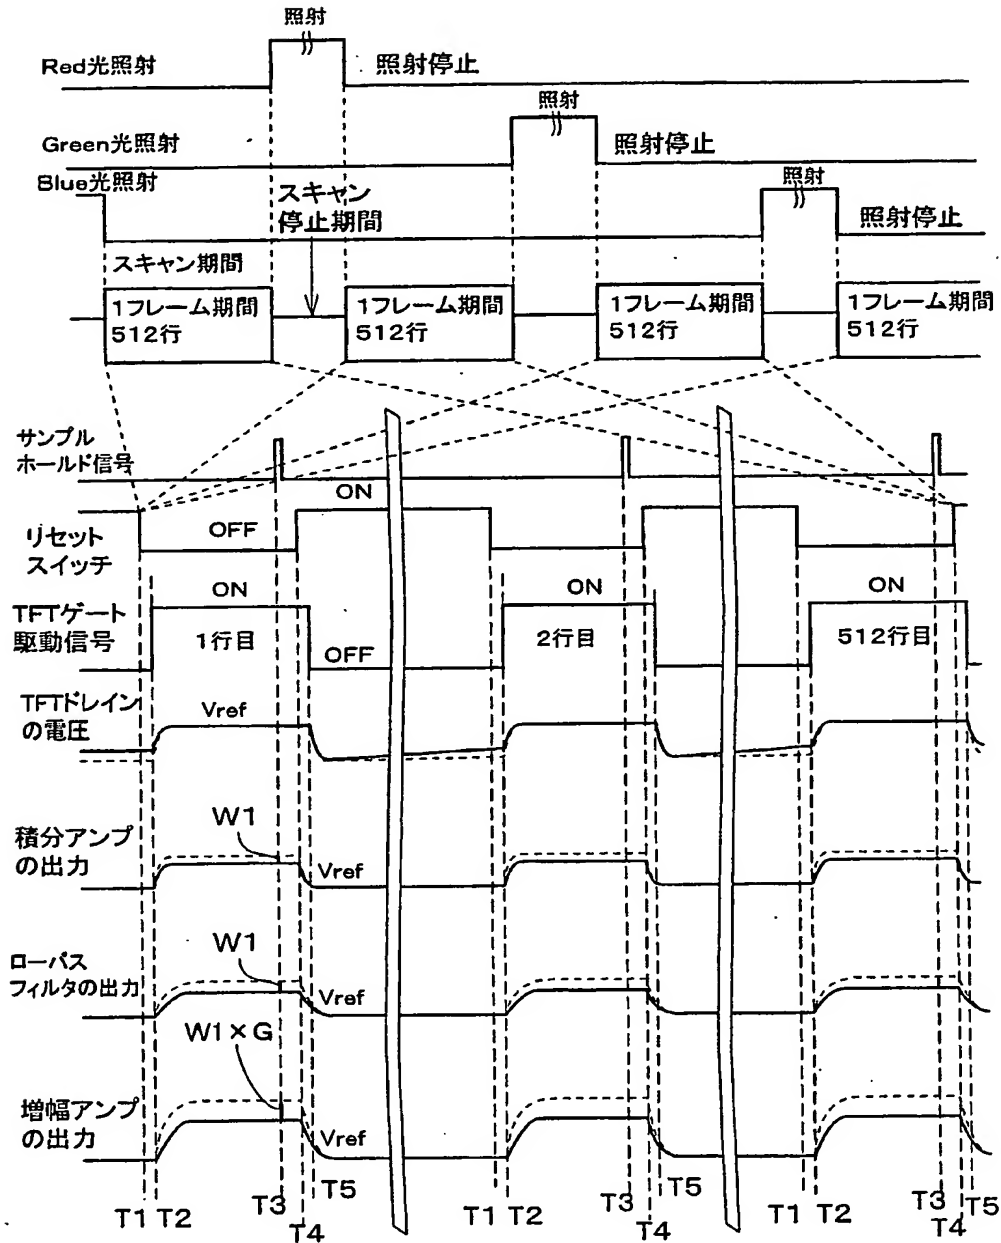 照射
Red光照射
照射停止
照射
Green光照射
照射停止
Blue光照射
照射
スキャン
停止期間
照射停止
スキャン期間
1フレーム期間
512行
1フレーム期間
512行
1フレーム期間
512行
1フレーム期間
512行
サンプル
ホールド信号
ON
リセット
スイッチ
OFF
TFTゲート
駆動信号
ON
1行目
OFF
ON
2行目
ON
512行目
TFTドレイン
の電圧
Vref
積分アンプ
の出力
W1
Vref
ローパス
フィルタの出力
W1
Vref
W1×G
増幅アンプ
の出力
Vref
T1 T2 T3 T4 T5
T1 T2 T3 T4 T5
T1 T2 T3 T4 T5